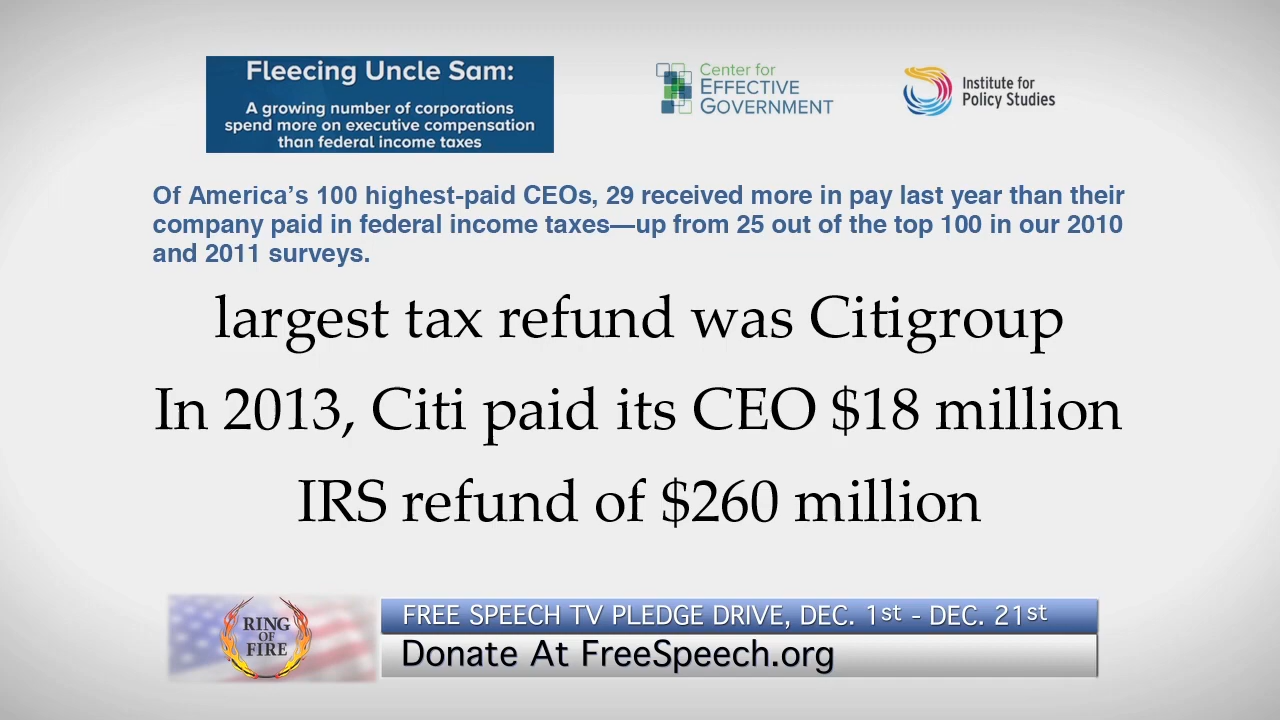 Fleecing Uncle Sam:
A growing number of corporations
spend more on executive compensation
than federal income taxes
Center for
EFFECTIVE
GOVERNMENT
Institute for
Policy Studies
Of America’s 100 highest-paid CEOs, 29 received more in pay last year than their
company paid in federal income taxes—up from 25 out of the top 100 in our 2010
and 2011 surveys.
largest tax refund was Citigroup
In 2013, Citi paid its CEO $18 million
IRS refund of $260 million
RING
OF
FIRE
FREE SPEECH TV PLEDGE DRIVE, DEC. 1st - DEC. 21st
Donate At FreeSpeech.org